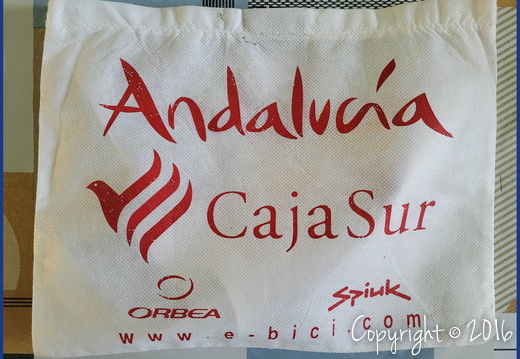 Andalucía
CajaSur
ORBEA
spiuk
www.e-bici.com
Copyright © 2016